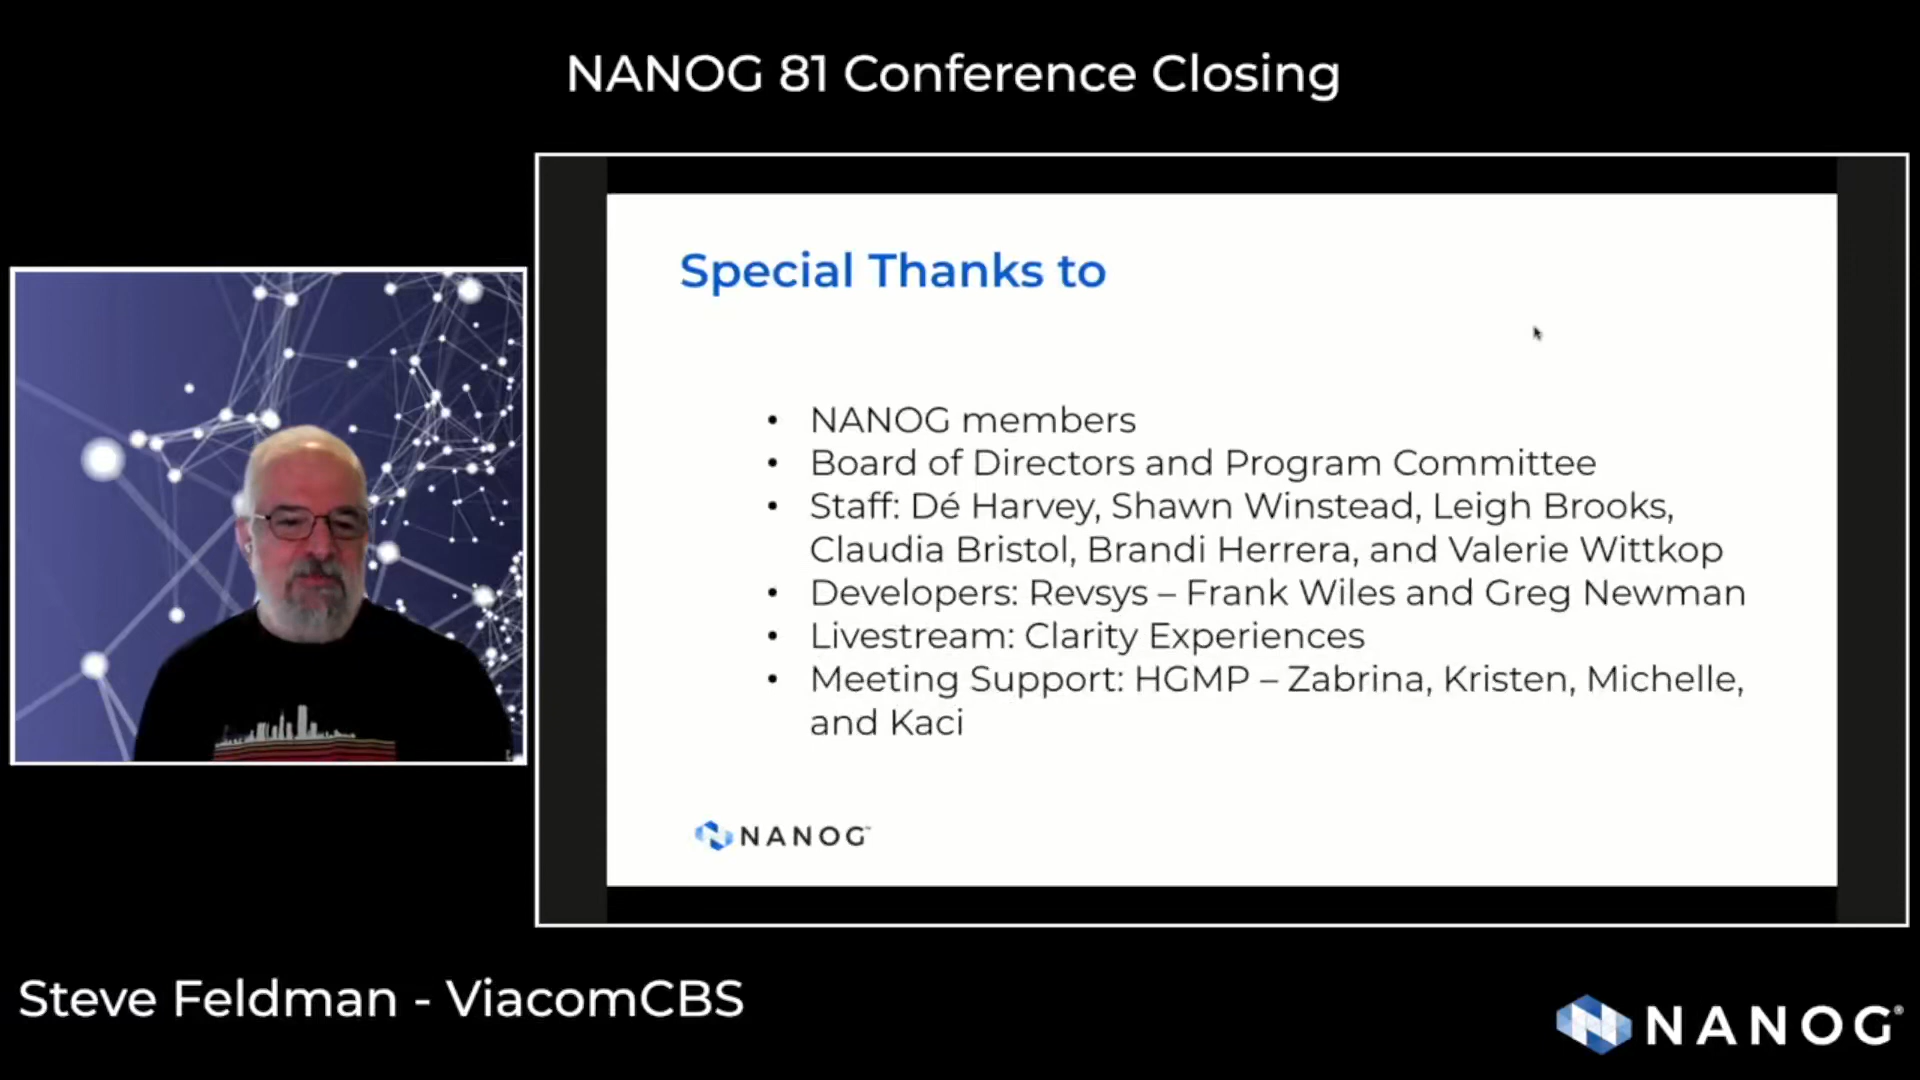 NANOG 81 Conference Closing
Special Thanks to
• NANOG members
• Board of Directors and Program Committee
• Staff: Dé Harvey, Shawn Winstead, Leigh Brooks,
Claudia Bristol, Brandi Herrera, and Valerie Wittkop
• Developers: Revsys – Frank Wiles and Greg Newman
• Livestream: Clarity Experiences
• Meeting Support: HGMP – Zabrina, Kristen, Michelle,
and Kaci
NANOG™
Steve Feldman - ViacomCBS
NANOG®